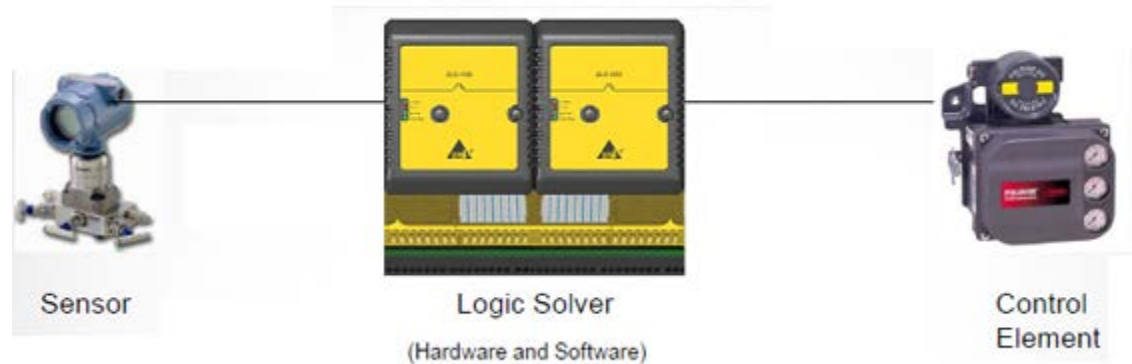 Sensor
Logic Solver
(Hardware and Software)
Control
Element